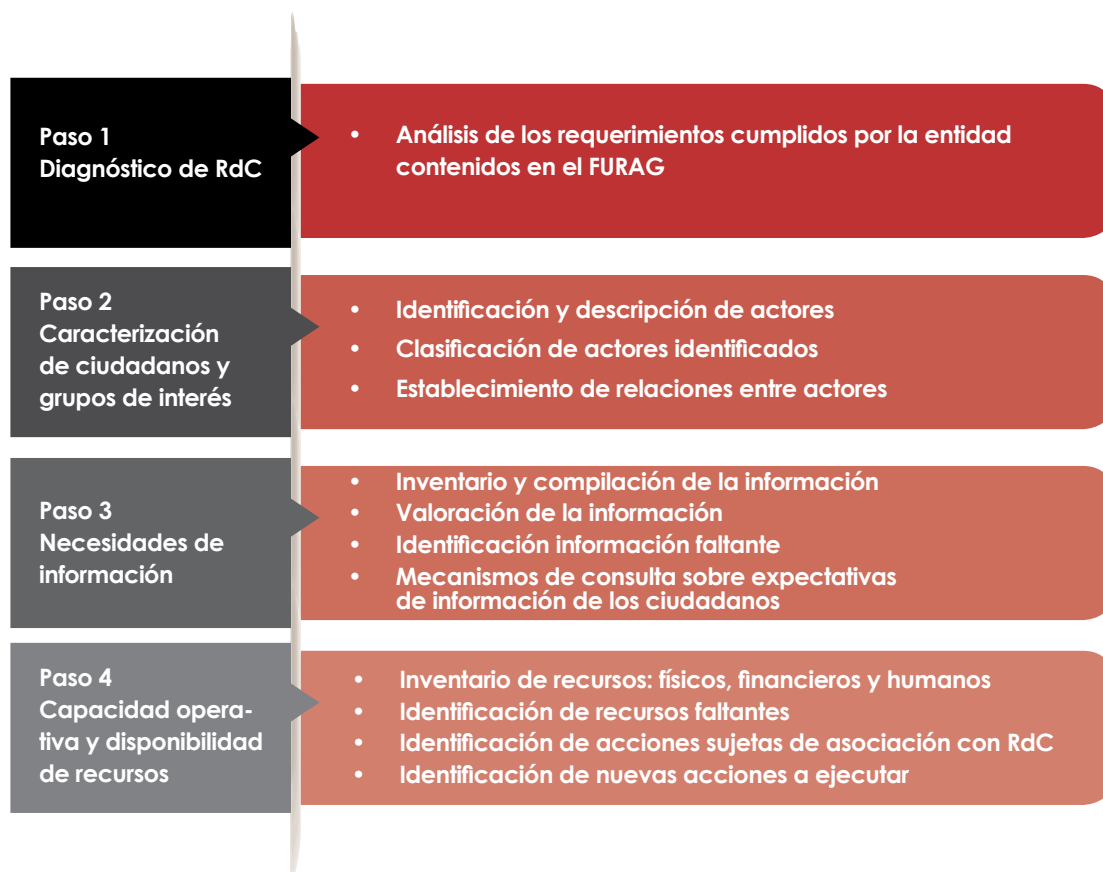 Paso 1
Diagnóstico de RdC
• Análisis de los requerimientos cumplidos por la entidad
contenidos en el FURAG
Paso 2
Caracterización
de ciudadanos y
grupos de interés
• Identificación y descripción de actores
• Clasificación de actores identificados
• Establecimiento de relaciones entre actores
Paso 3
Necesidades de
información
• Inventario y compilación de la información
• Valoración de la información
• Identificación información faltante
• Mecanismos de consulta sobre expectativas
de información de los ciudadanos
Paso 4
Capacidad opera-
tiva y disponibilidad
de recursos
• Inventario de recursos: físicos, financieros y humanos
• Identificación de recursos faltantes
• Identificación de acciones sujetas de asociación con RdC
• Identificación de nuevas acciones a ejecutar